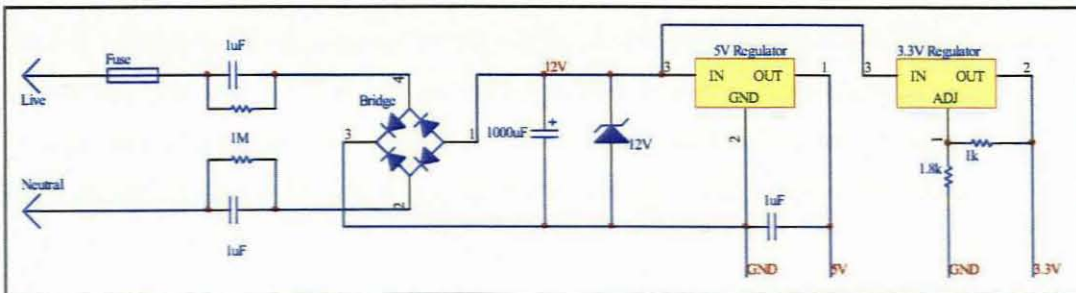 1uF
5V Regulator
3.3V Regulator
Fuse
4
12V
3
IN OUT
1
3
IN OUT
2
Live
Bridge
GND
ADJ
1M
3
1
1000uF
+
12V
2
1
1k
1.8k
Neutral
2
1uF
1uF
GND
5V
GND
3.3V